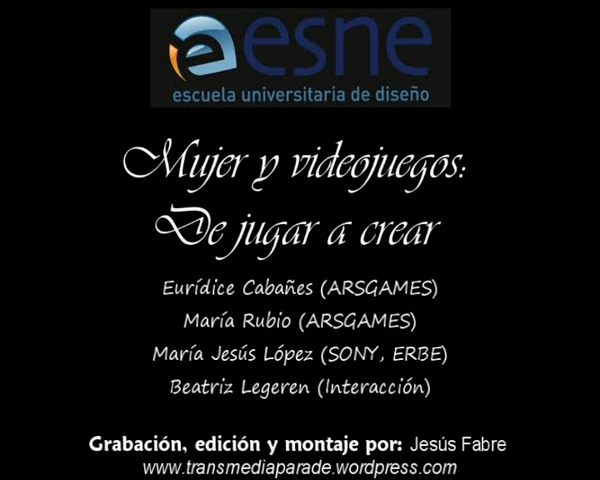 esne
escuela universitaria de diseño
Mujer y videojuegos:
De jugar a crear
Eurídice Cabañes (ARSGAMES)
María Rubio (ARSGAMES)
María Jesús López (SONY, ERBE)
Beatriz Legeren (Interacción)
Grabación, edición y montaje por: Jesús Fabre
www.transmediaparade.wordpress.com